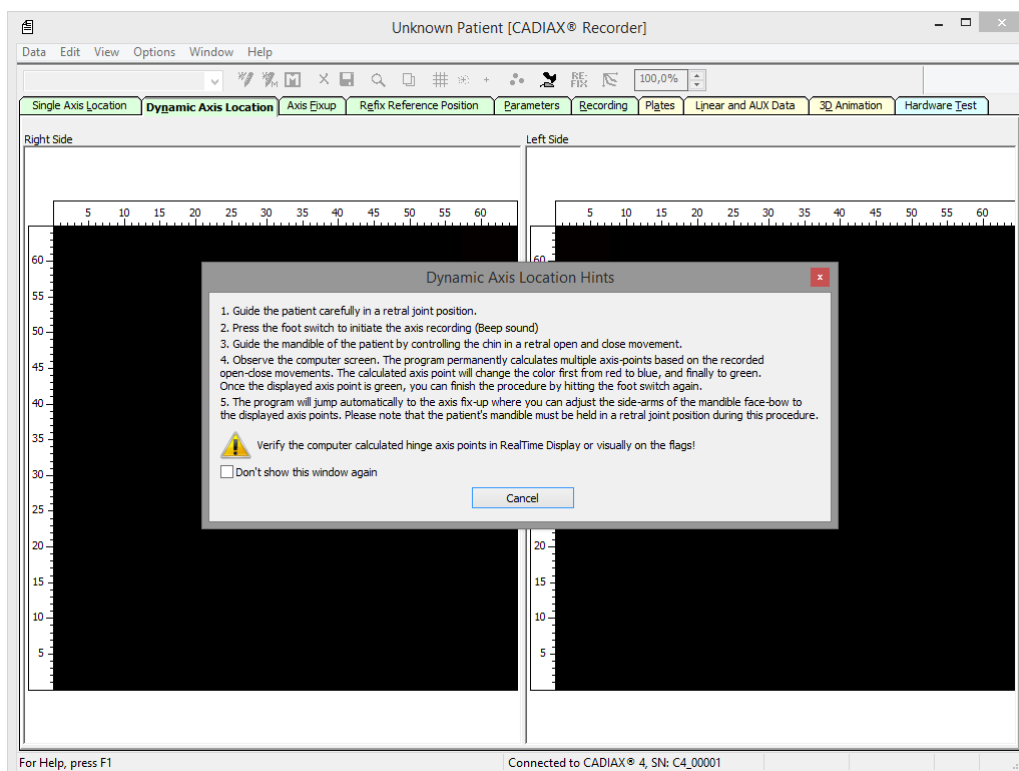 Unknown Patient [CADIAX® Recorder]
Data Edit View Options Window Help
RE-
FIX
100,0%
Single Axis Location Dynamic Axis Location Axis Fixup Refix Reference Position Parameters Recording Plates Linear and AUX Data 3D Animation Hardware Test
Right Side Left Side
5 10 15 20 25 30 35 40 45 50 55 60 5 10 15 20 25 30 35 40 45 50 55 60
60 60
Dynamic Axis Location Hints
55
1. Guide the patient carefully in a retral joint position.
50
2. Press the foot switch to initiate the axis recording (Beep sound)
3. Guide the mandible of the patient by controlling the chin in a retral open and close movement.
45
4. Observe the computer screen. The program permanently calculates multiple axis-points based on the recorded
open-close movements. The calculated axis point will change the color first from red to blue, and finally to green.
Once the displayed axis point is green, you can finish the procedure by hitting the foot switch again.
40
5. The program will jump automatically to the axis fix-up where you can adjust the side-arms of the mandible face-bow to
the displayed axis points. Please note that the patient's mandible must be held in a retral joint position during this procedure.
35
Verify the computer calculated hinge axis points in RealTime Display or visually on the flags!
30
Don't show this window again
Cancel
25
20 20
15 15
10 10
5 5
For Help, press F1 Connected to CADIAX® 4, SN: C4_00001